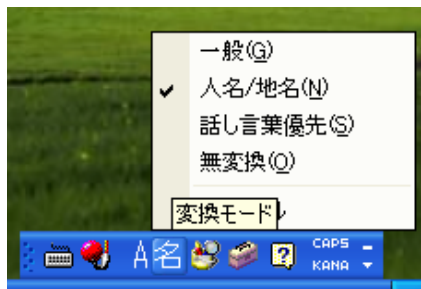 一般(G)
人名/地名(N)
話し言葉優先(S)
無変換(O)
変換モード
A 名 ? CAPS
KANA